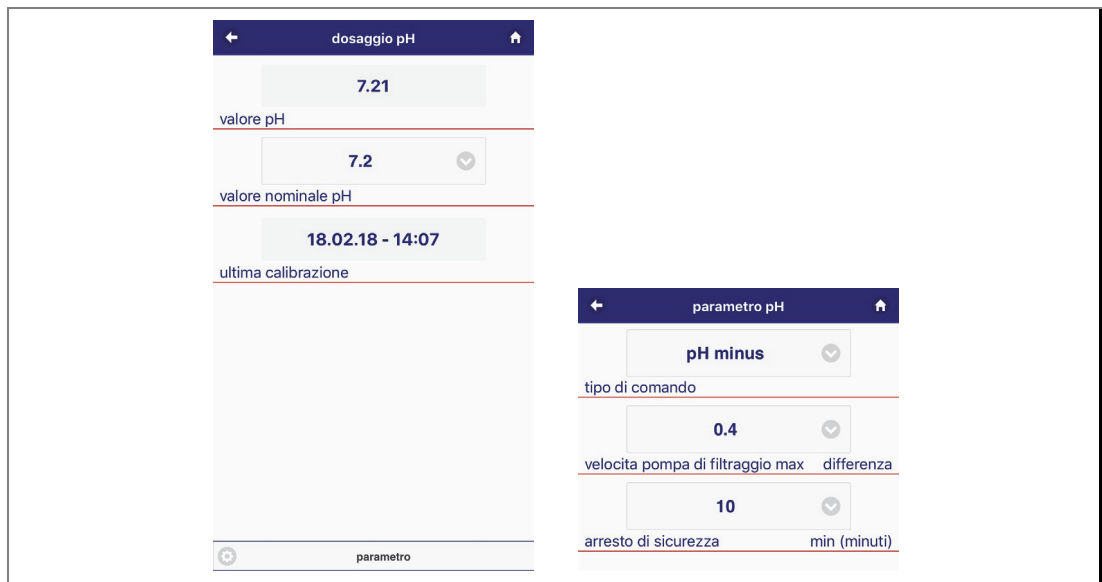 dosaggio pH
7.21
valore pH
7.2
valore nominale pH
18.02.18 - 14:07
ultima calibrazione
parametro
parametro pH
pH minus
tipo di comando
0.4
velocita pompa di filtraggio max differenza
10
arresto di sicurezza min (minuti)